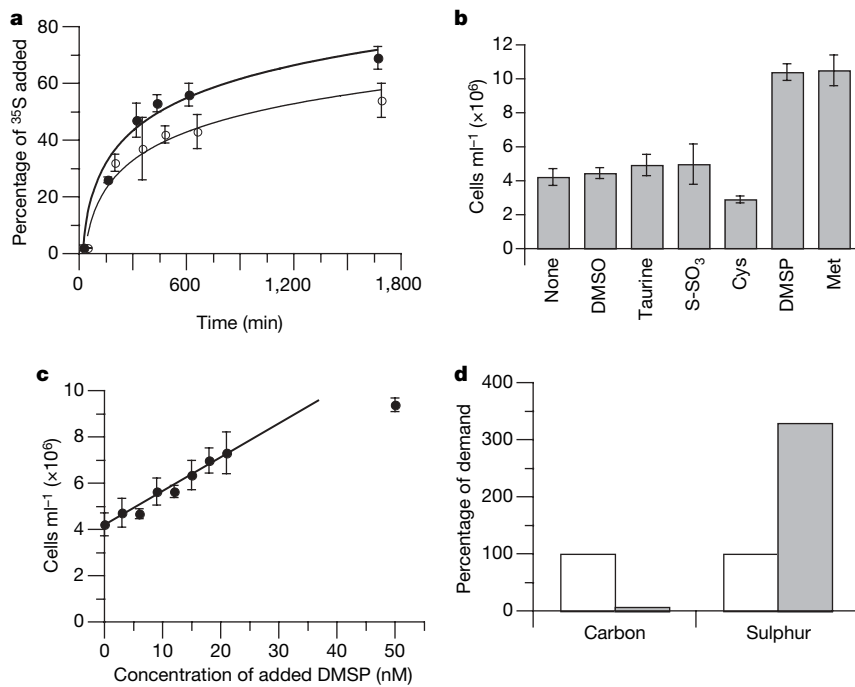 a
80
60
40
20
0
Percentage of ³⁵S added
0 600 1,200 1,800
Time (min)
b
12
10
8
6
4
2
0
Cells ml⁻¹ (×10⁶)
None
DMSO
Taurine
S-SO₃
Cys
DMSP
Met
c
10
8
6
4
2
0
Cells ml⁻¹ (×10⁶)
0 10 20 30 40 50
Concentration of added DMSP (nM)
d
400
300
200
100
0
Percentage of demand
Carbon Sulphur